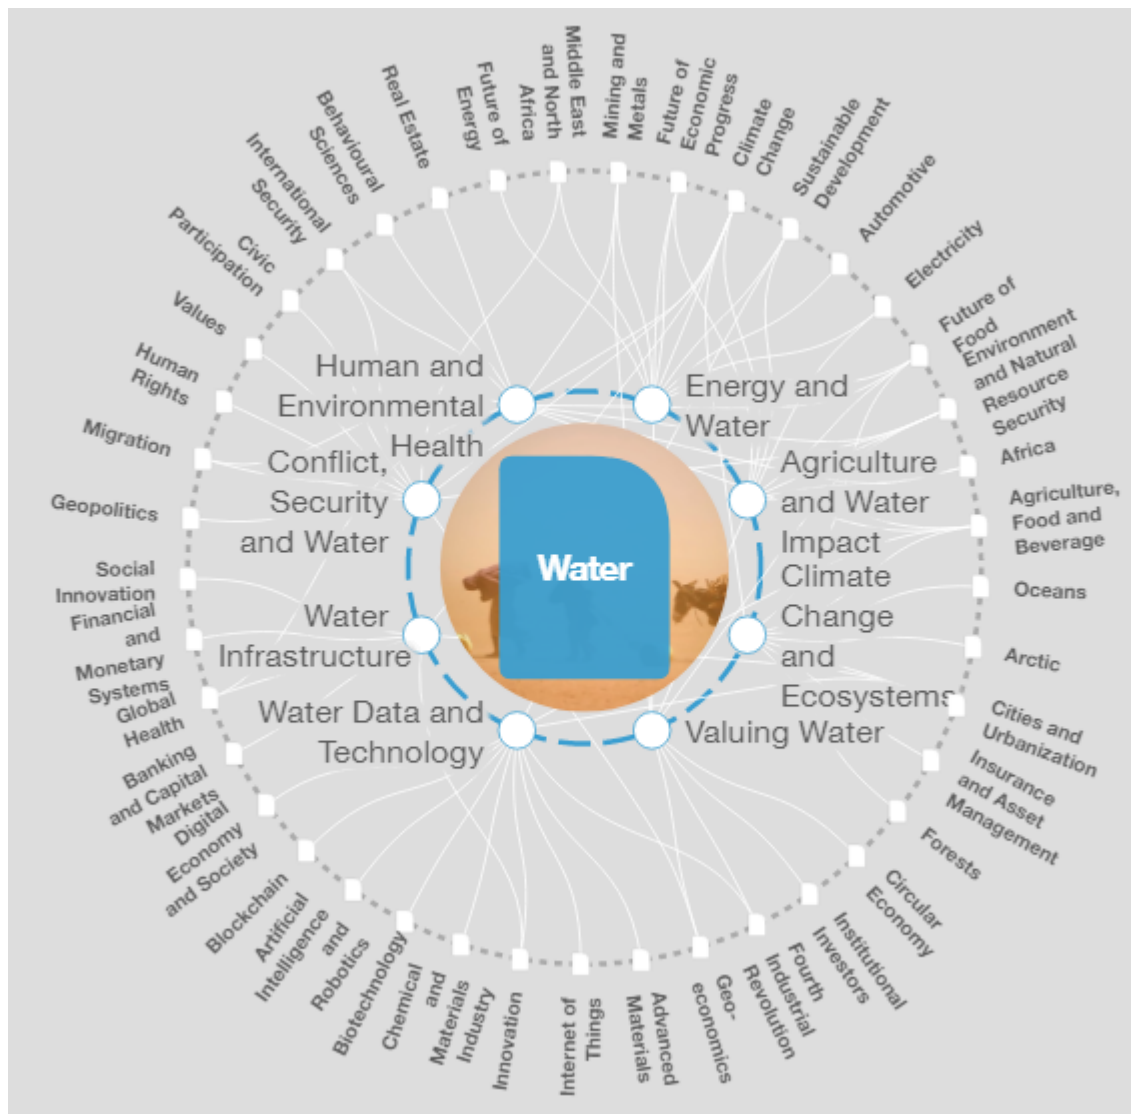 Water
Human and
Environmental
Health
Energy and
Water
Agriculture
and Water
Impact
Climate
Change
and
Ecosystems
Valuing Water
Water Data and
Technology
Water
Infrastructure
Conflict,
Security
and Water
Middle East
and North
Africa
Mining and
Metals
Future of
Economic
Progress
Climate
Change
Sustainable
Development
Automotive
Electricity
Future of
Food
Environment
and Natural
Resource
Security
Africa
Agriculture,
Food and
Beverage
Oceans
Arctic
Cities and
Urbanization
Insurance
and Asset
Management
Forests
Circular
Economy
Institutional
Investors
Fourth
Industrial
Revolution
Geo-
economics
Advanced
Materials
Internet of
Things
Innovation
Chemical
and
Materials
Industry
Biotechnology
Artificial
Intelligence
and
Robotics
Blockchain
Digital
Economy
and Society
Banking
and Capital
Markets
Global
Health
Financial
and
Monetary
Systems
Social
Innovation
Geopolitics
Migration
Human
Rights
Values
Civic
Participation
International
Security
Behavioural
Sciences
Real Estate
Future of
Energy